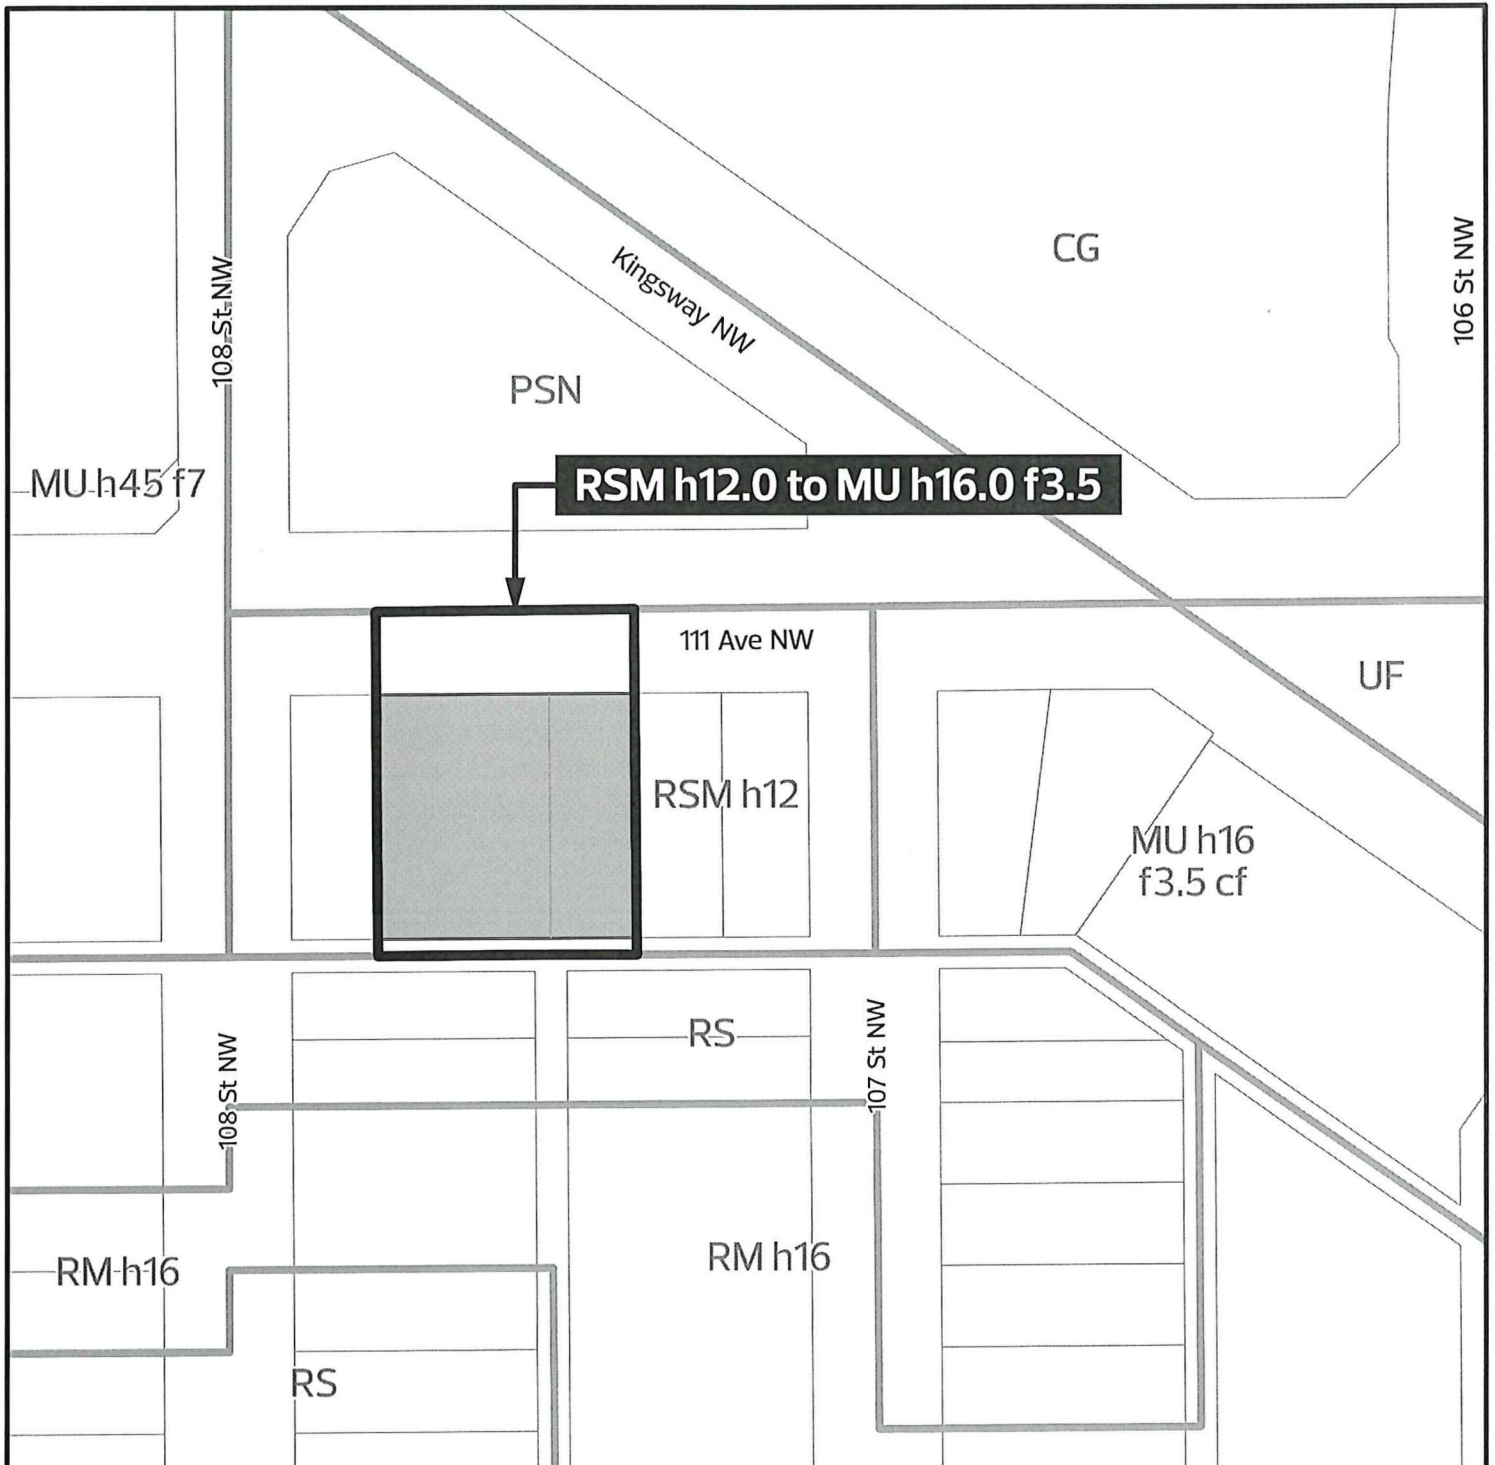 CG
106 St NW
108 St NW
Kingsway NW
PSN
MU h45 f7
RSM h12.0 to MU h16.0 f3.5
111 Ave NW
UF
RSM h12
MU h16
f3.5 cf
RS
107 St NW
108 St NW
RM h16
RM h16
RS